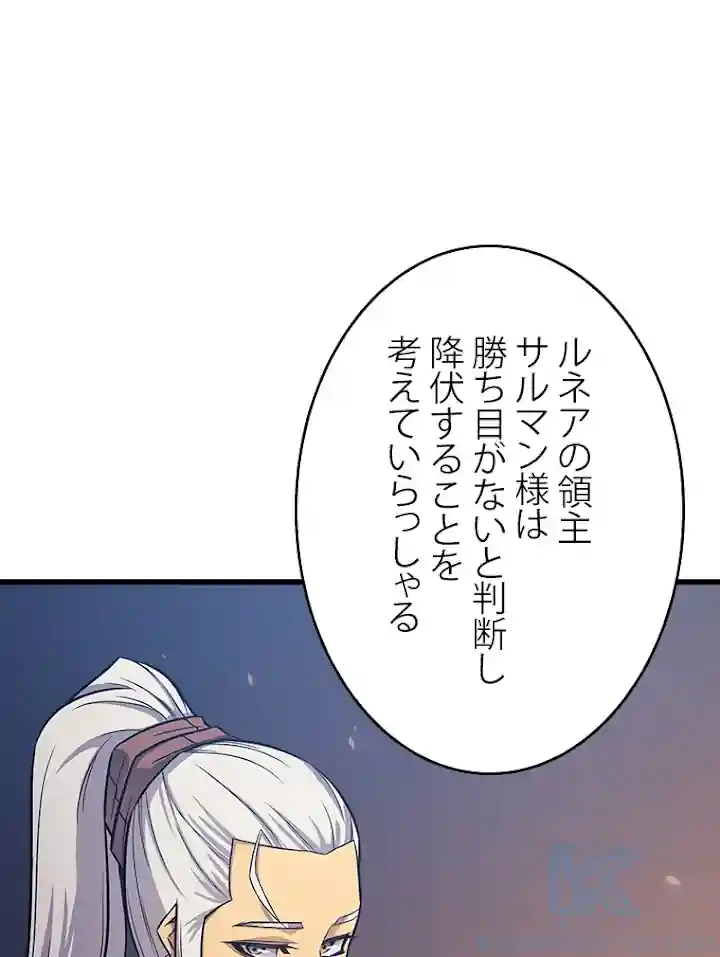 ルネアの領主
サルマン様は
勝ち目がないと判断し
降伏することを
考えていらっしゃる